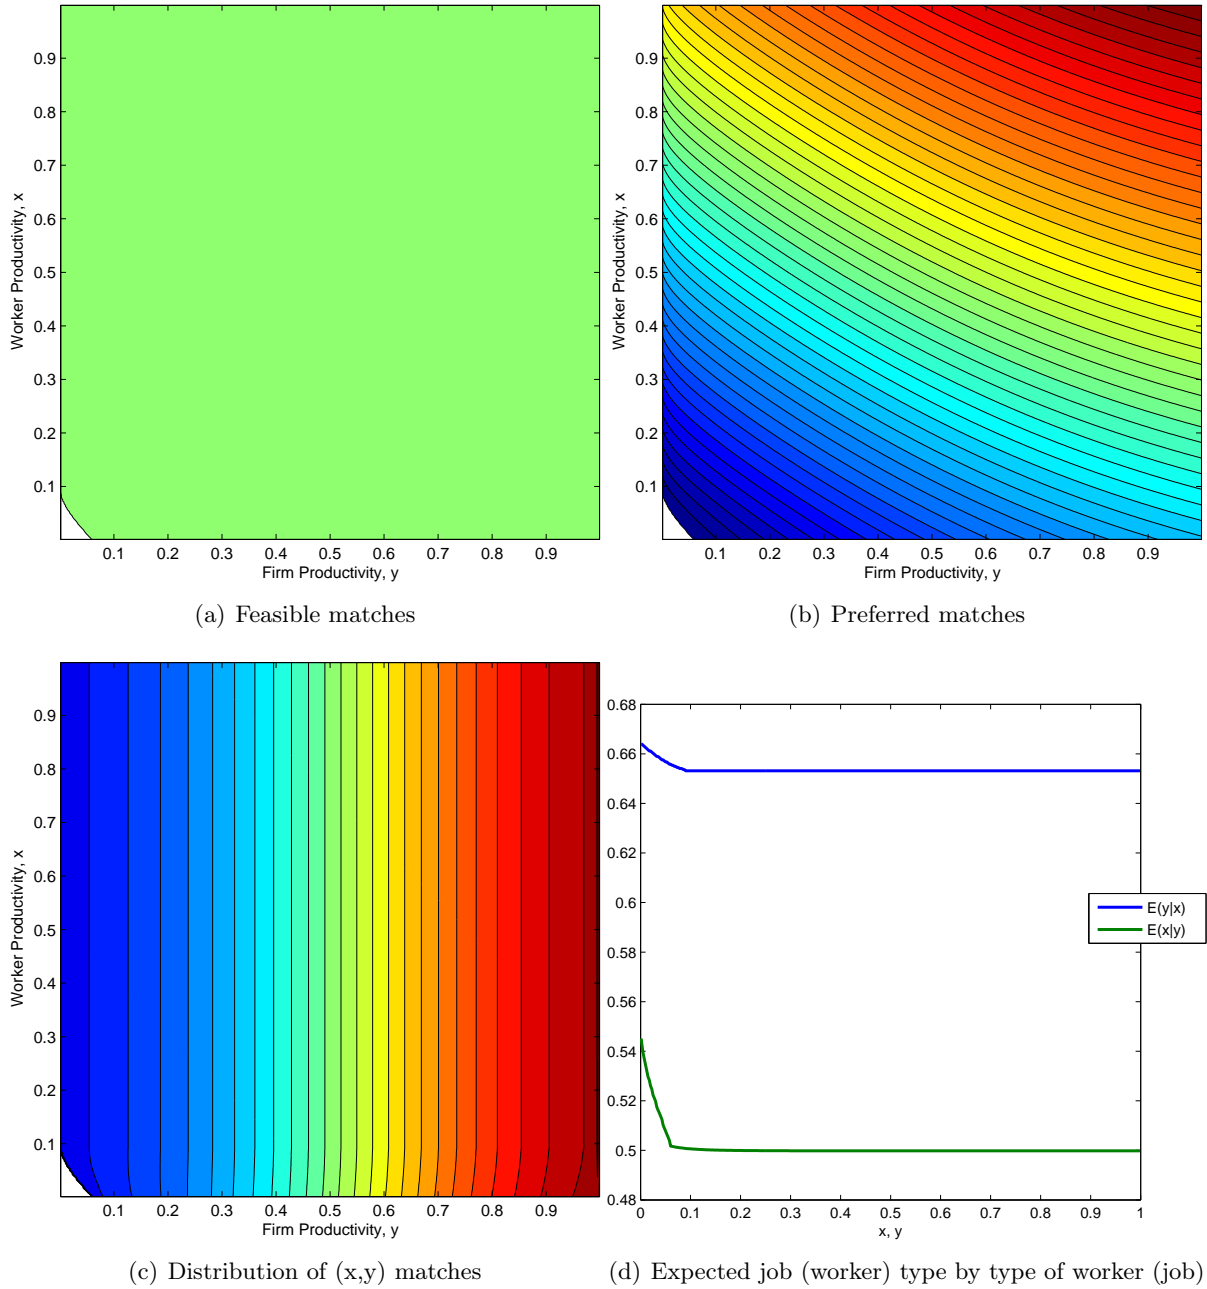 0.9
0.8
0.7
0.6
0.5
0.4
0.3
0.2
0.1
Worker Productivity, x
0.1 0.2 0.3 0.4 0.5 0.6 0.7 0.8 0.9
Firm Productivity, y
(a) Feasible matches
0.9
0.8
0.7
0.6
0.5
0.4
0.3
0.2
0.1
Worker Productivity, x
0.1 0.2 0.3 0.4 0.5 0.6 0.7 0.8 0.9
Firm Productivity, y
(b) Preferred matches
0.9
0.8
0.7
0.6
0.5
0.4
0.3
0.2
0.1
Worker Productivity, x
0.1 0.2 0.3 0.4 0.5 0.6 0.7 0.8 0.9
Firm Productivity, y
(c) Distribution of (x,y) matches
0.68
0.66
0.64
0.62
0.6
0.58
0.56
0.54
0.52
0.5
0.48
0 0.1 0.2 0.3 0.4 0.5 0.6 0.7 0.8 0.9 1
x, y
E(y|x)
E(x|y)
(d) Expected job (worker) type by type of worker (job)